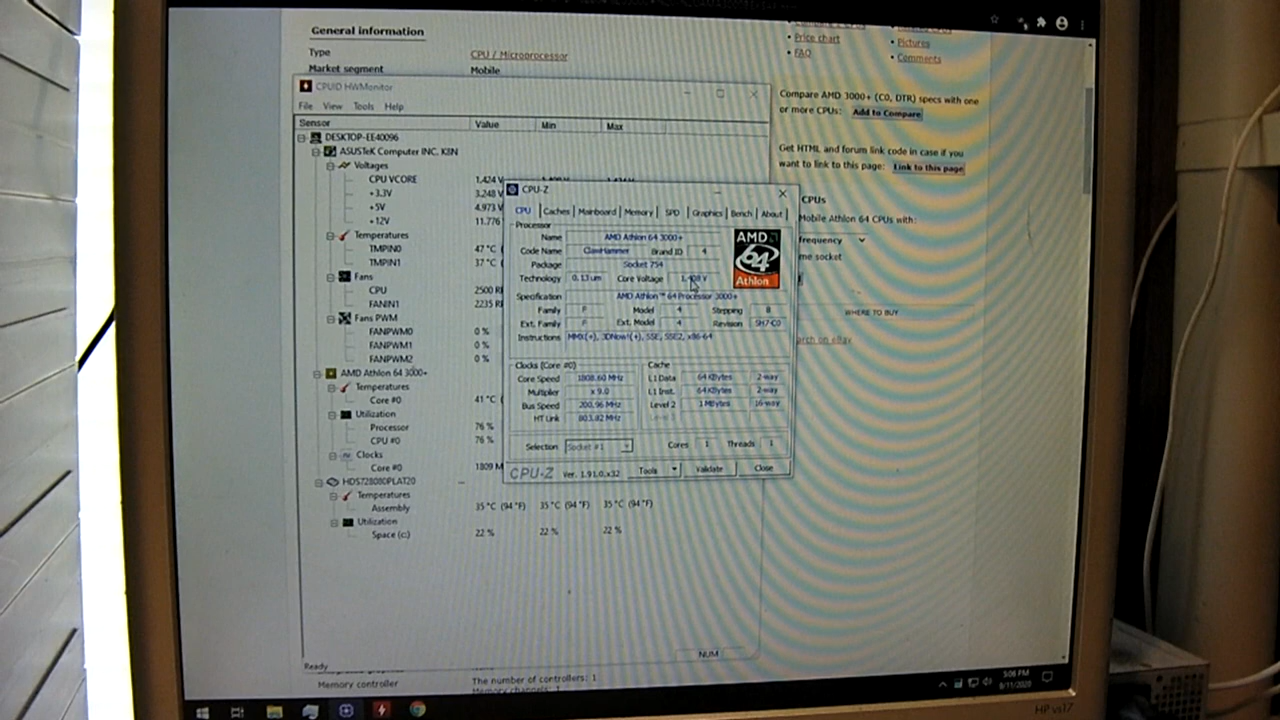 General information
Type CPU / Microprocessor
Market segment Mobile
• Price chart
• FAQ
• Pictures
• Comments
Compare AMD 3000+ (C0, DTR) specs with one
or more CPUs: Add to Compare
Get HTML and forum link code in case if you
want to link to this page: Link to this page
CPUs
Mobile Athlon 64 CPUs with:
frequency
me socket
WHERE TO BUY
arch on eBay
CPUID HWMonitor
File View Tools Help
Sensor Value Min Max
DESKTOP-EE40096
ASUSTeK Computer INC. K8N
Voltages
CPU VCORE 1.424 V
+3.3V 3.248 V
+5V 4.973 V
+12V 11.776
Temperatures
TMPIN0 47 °C
TMPIN1 37 °C
Fans
CPU 2500 R
FANIN1 2235 R
Fans PWM
FANPWM0 0 %
FANPWM1 0 %
FANPWM2 0 %
AMD Athlon 64 3000+
Temperatures
Core #0 41 °C
Utilization
Processor 76 %
CPU #0 76 %
Clocks
Core #0 1809 M
HDS728080PLAT20
Temperatures
Assembly 35 °C (94 °F) 35 °C (94 °F) 35 °C (94 °F)
Utilization
Space (c:) 22 % 22 % 22 %
Ready NUM
CPU-Z
CPU Caches Mainboard Memory SPD Graphics Bench About
Processor
Name AMD Athlon 64 3000+
Code Name ClawHammer Brand ID 4
Package Socket 754
Technology 0.13 um Core Voltage 1.408 V
AMD
64
Athlon
Specification AMD Athlon™ 64 Processor 3000+
Family F Model 4 Stepping 8
Ext. Family F Ext. Model 4 Revision SH7-C0
Instructions MMX(+), 3DNow!(+), SSE, SSE2, x86-64
Clocks (Core #0) Cache
Core Speed 1808.60 MHz L1 Data 64 KBytes 2-way
Multiplier x 9.0 L1 Inst. 64 KBytes 2-way
Bus Speed 200.96 MHz Level 2 1 MBytes 16-way
HT Link 803.82 MHz
Selection Socket #1 Cores 1 Threads 1
CPU-Z Ver. 1.91.0.x32 Tools Validate Close
Memory controller The number of controllers: 1
Memory channels: 1
5:06 PM
9/11/2020
HP vs17